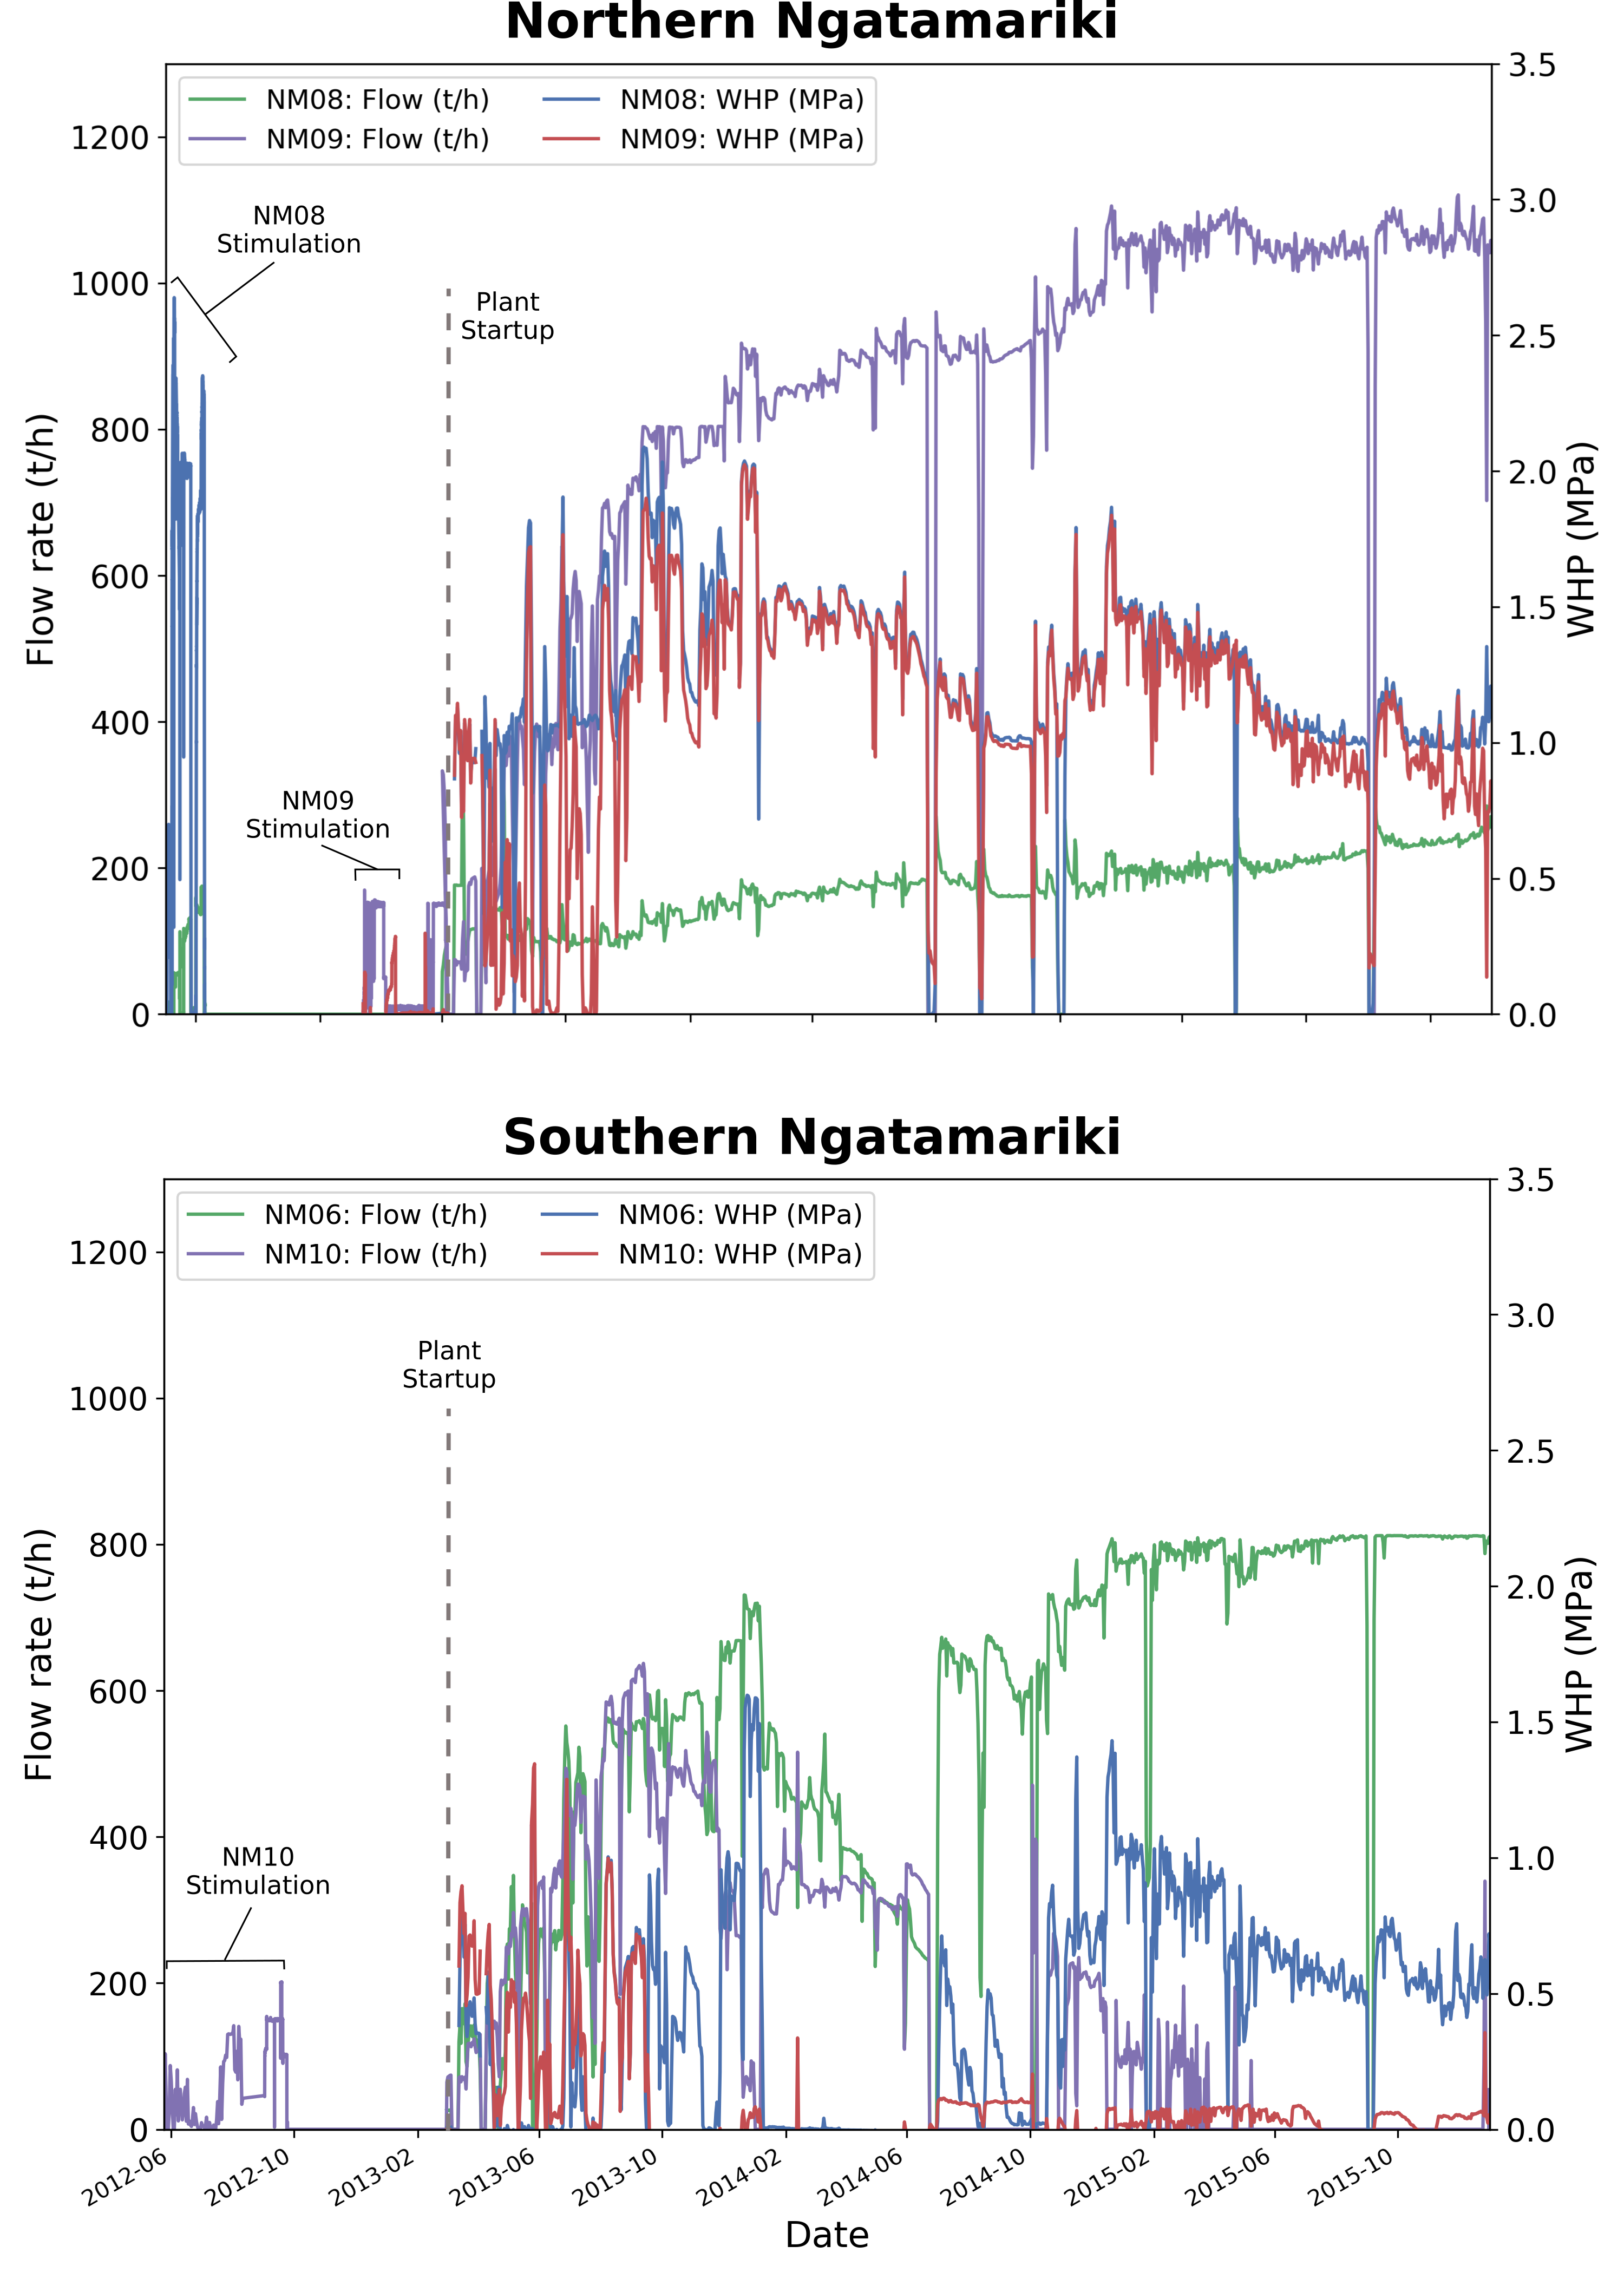 Northern Ngatamariki
NM08: Flow (t/h)
NM09: Flow (t/h)
NM08: WHP (MPa)
NM09: WHP (MPa)
NM08
Stimulation
Plant
Startup
NM09
Stimulation
Flow rate (t/h)
1200
1000
800
600
400
200
0
WHP (MPa)
3.5
3.0
2.5
2.0
1.5
1.0
0.5
0.0
Southern Ngatamariki
NM06: Flow (t/h)
NM10: Flow (t/h)
NM06: WHP (MPa)
NM10: WHP (MPa)
Plant
Startup
NM10
Stimulation
Flow rate (t/h)
1200
1000
800
600
400
200
0
WHP (MPa)
3.5
3.0
2.5
2.0
1.5
1.0
0.5
0.0
2012-06
2012-10
2013-02
2013-06
2013-10
2014-02
2014-06
2014-10
2015-02
2015-06
2015-10
Date